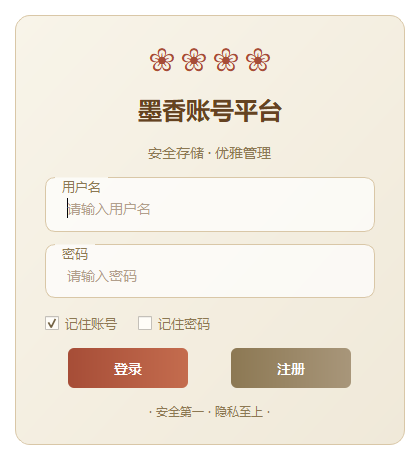 ❀ ❀ ❀ ❀
墨香账号平台
安全存储 · 优雅管理
用户名
请输入用户名
密码
请输入密码
记住账号 记住密码
登录 注册
· 安全第一 · 隐私至上 ·